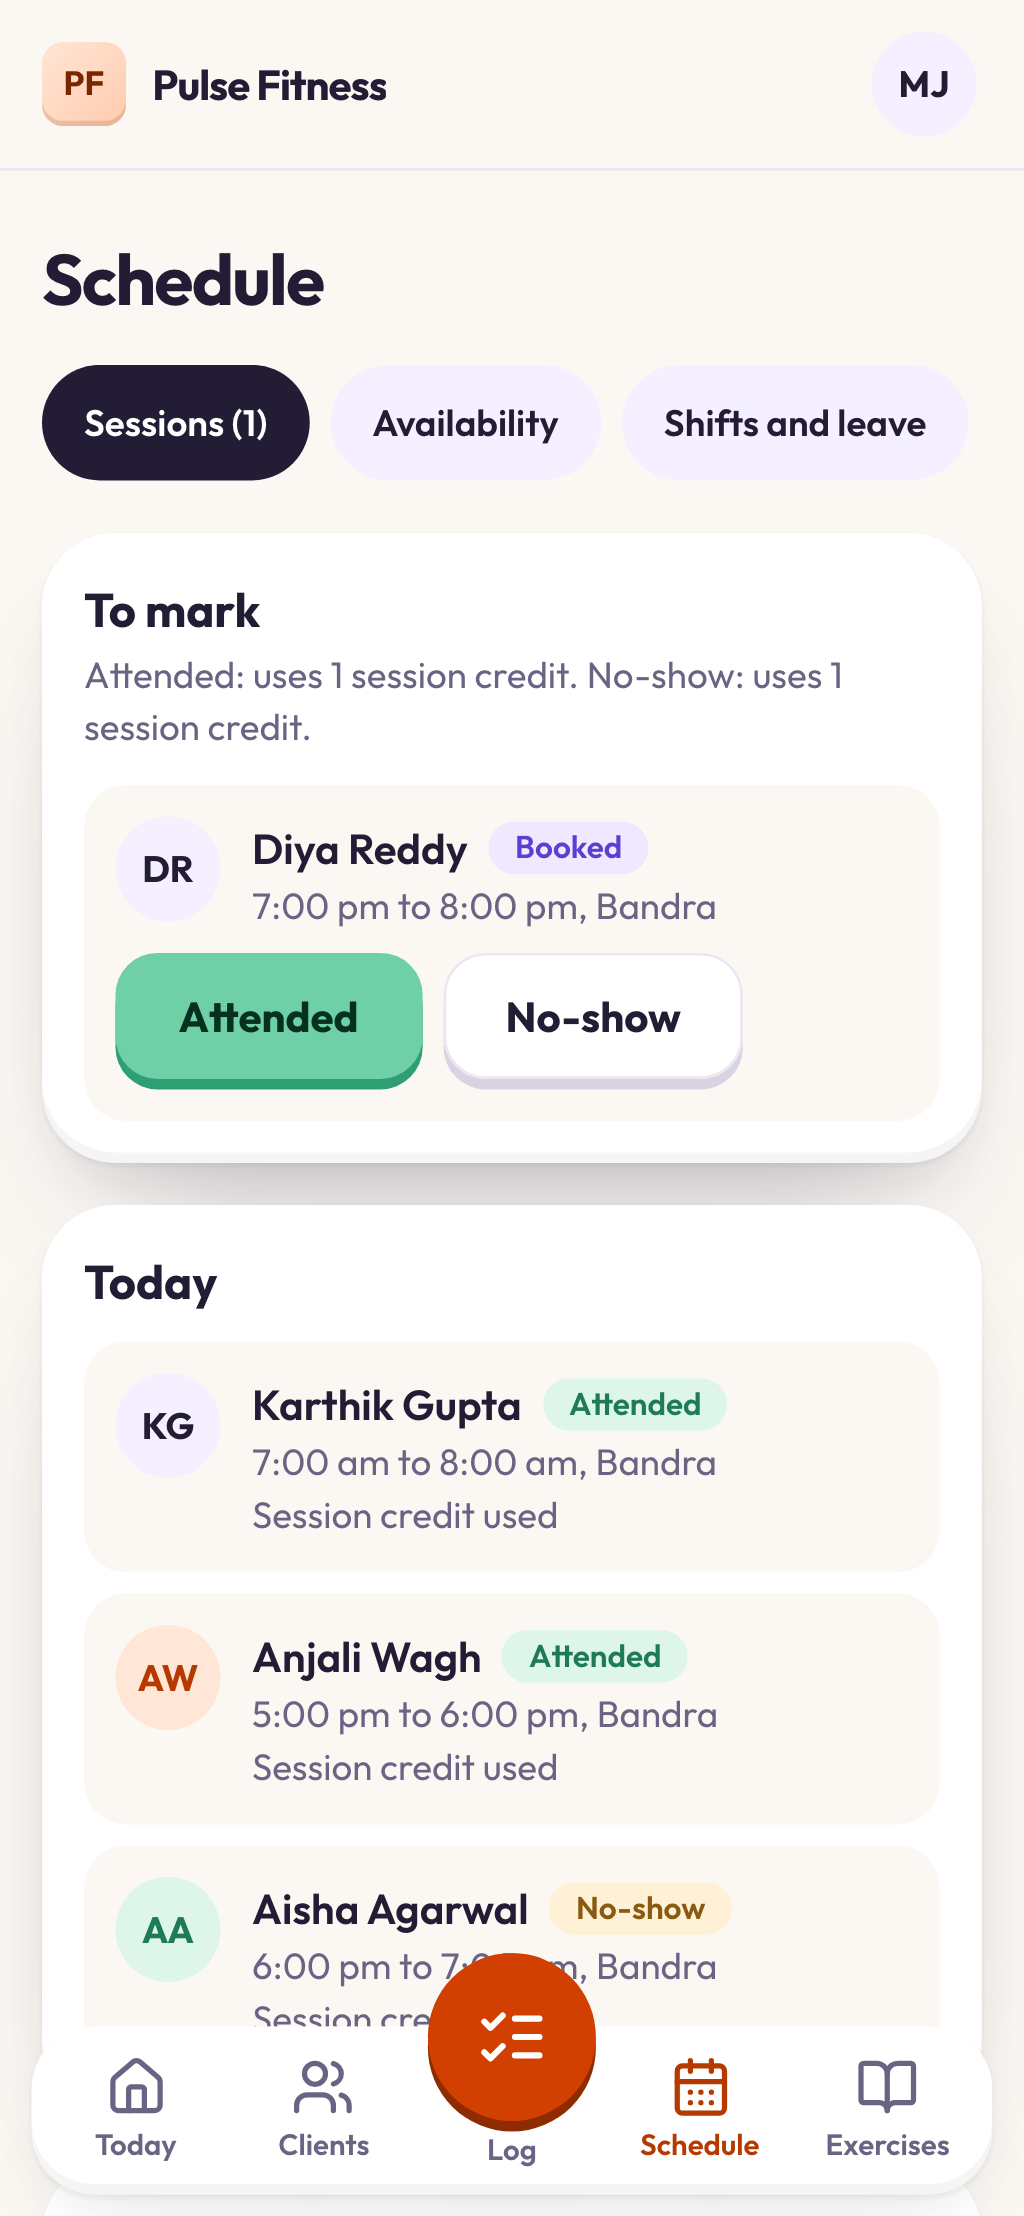 PF
Pulse Fitness
MJ
Schedule
Sessions (1)
Availability
Shifts and leave
To mark
Attended: uses 1 session credit. No-show: uses 1
session credit.
DR
Diya Reddy
Booked
7:00 pm to 8:00 pm, Bandra
Attended
No-show
Today
KG
Karthik Gupta
Attended
7:00 am to 8:00 am, Bandra
Session credit used
AW
Anjali Wagh
Attended
5:00 pm to 6:00 pm, Bandra
Session credit used
AA
Aisha Agarwal
No-show
6:00 pm to Bandra
Session
Today
Clients
Log
Schedule
Exercises